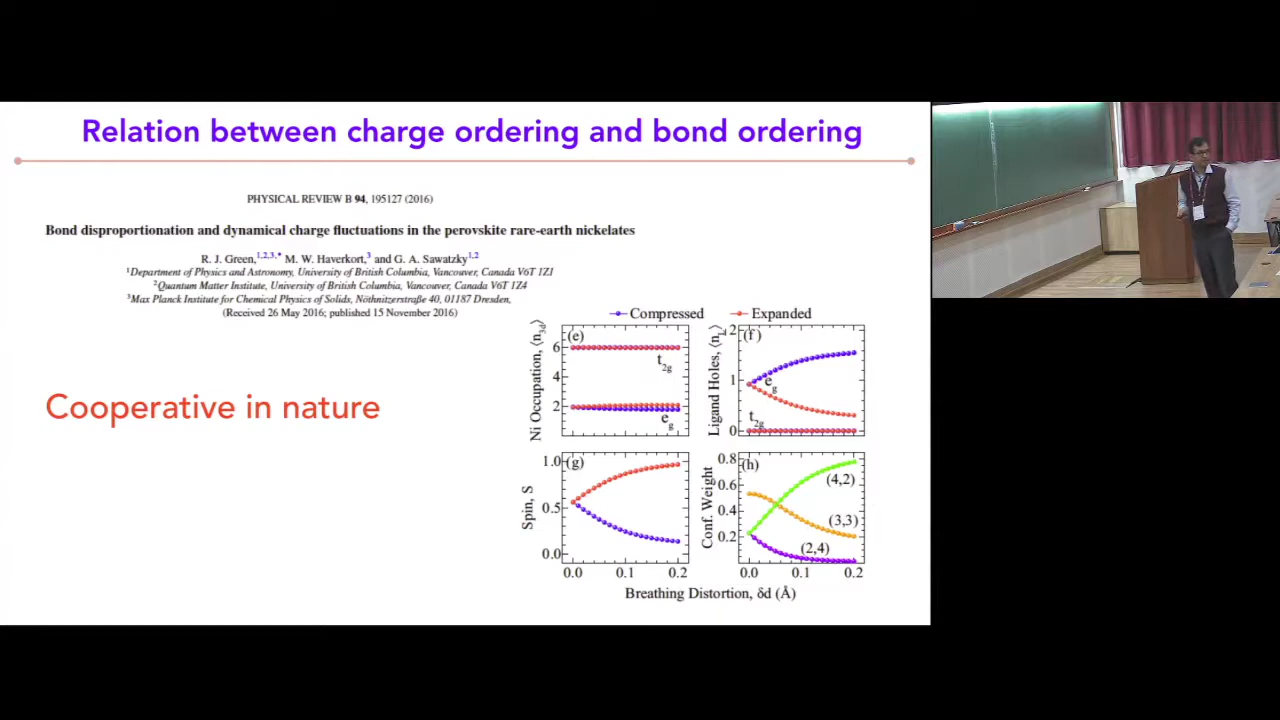 Relation between charge ordering and bond ordering
PHYSICAL REVIEW B 94, 195127 (2016)
Bond disproportionation and dynamical charge fluctuations in the perovskite rare-earth nickelates
R. J. Green,1,2,3,* M. W. Haverkort,3 and G. A. Sawatzky1,2
1Department of Physics and Astronomy, University of British Columbia, Vancouver, Canada V6T 1Z1
2Quantum Matter Institute, University of British Columbia, Vancouver, Canada V6T 1Z4
3Max Planck Institute for Chemical Physics of Solids, Nöthnitzerstraße 40, 01187 Dresden,
(Received 26 May 2016; published 15 November 2016)
Cooperative in nature
Compressed Expanded
Ni Occupation, ⟨n3d⟩
6
4
2
(e)
t2g
eg
Ligand Holes, ⟨nL⟩
2
1
0
(f)
eg
t2g
Spin, S
1.0
0.5
0.0
(g)
0.0 0.1 0.2
Conf. Weight
0.8
0.6
0.4
0.2
(h)
(4,2)
(3,3)
(2,4)
0.0 0.1 0.2
Breathing Distortion, δd (Å)